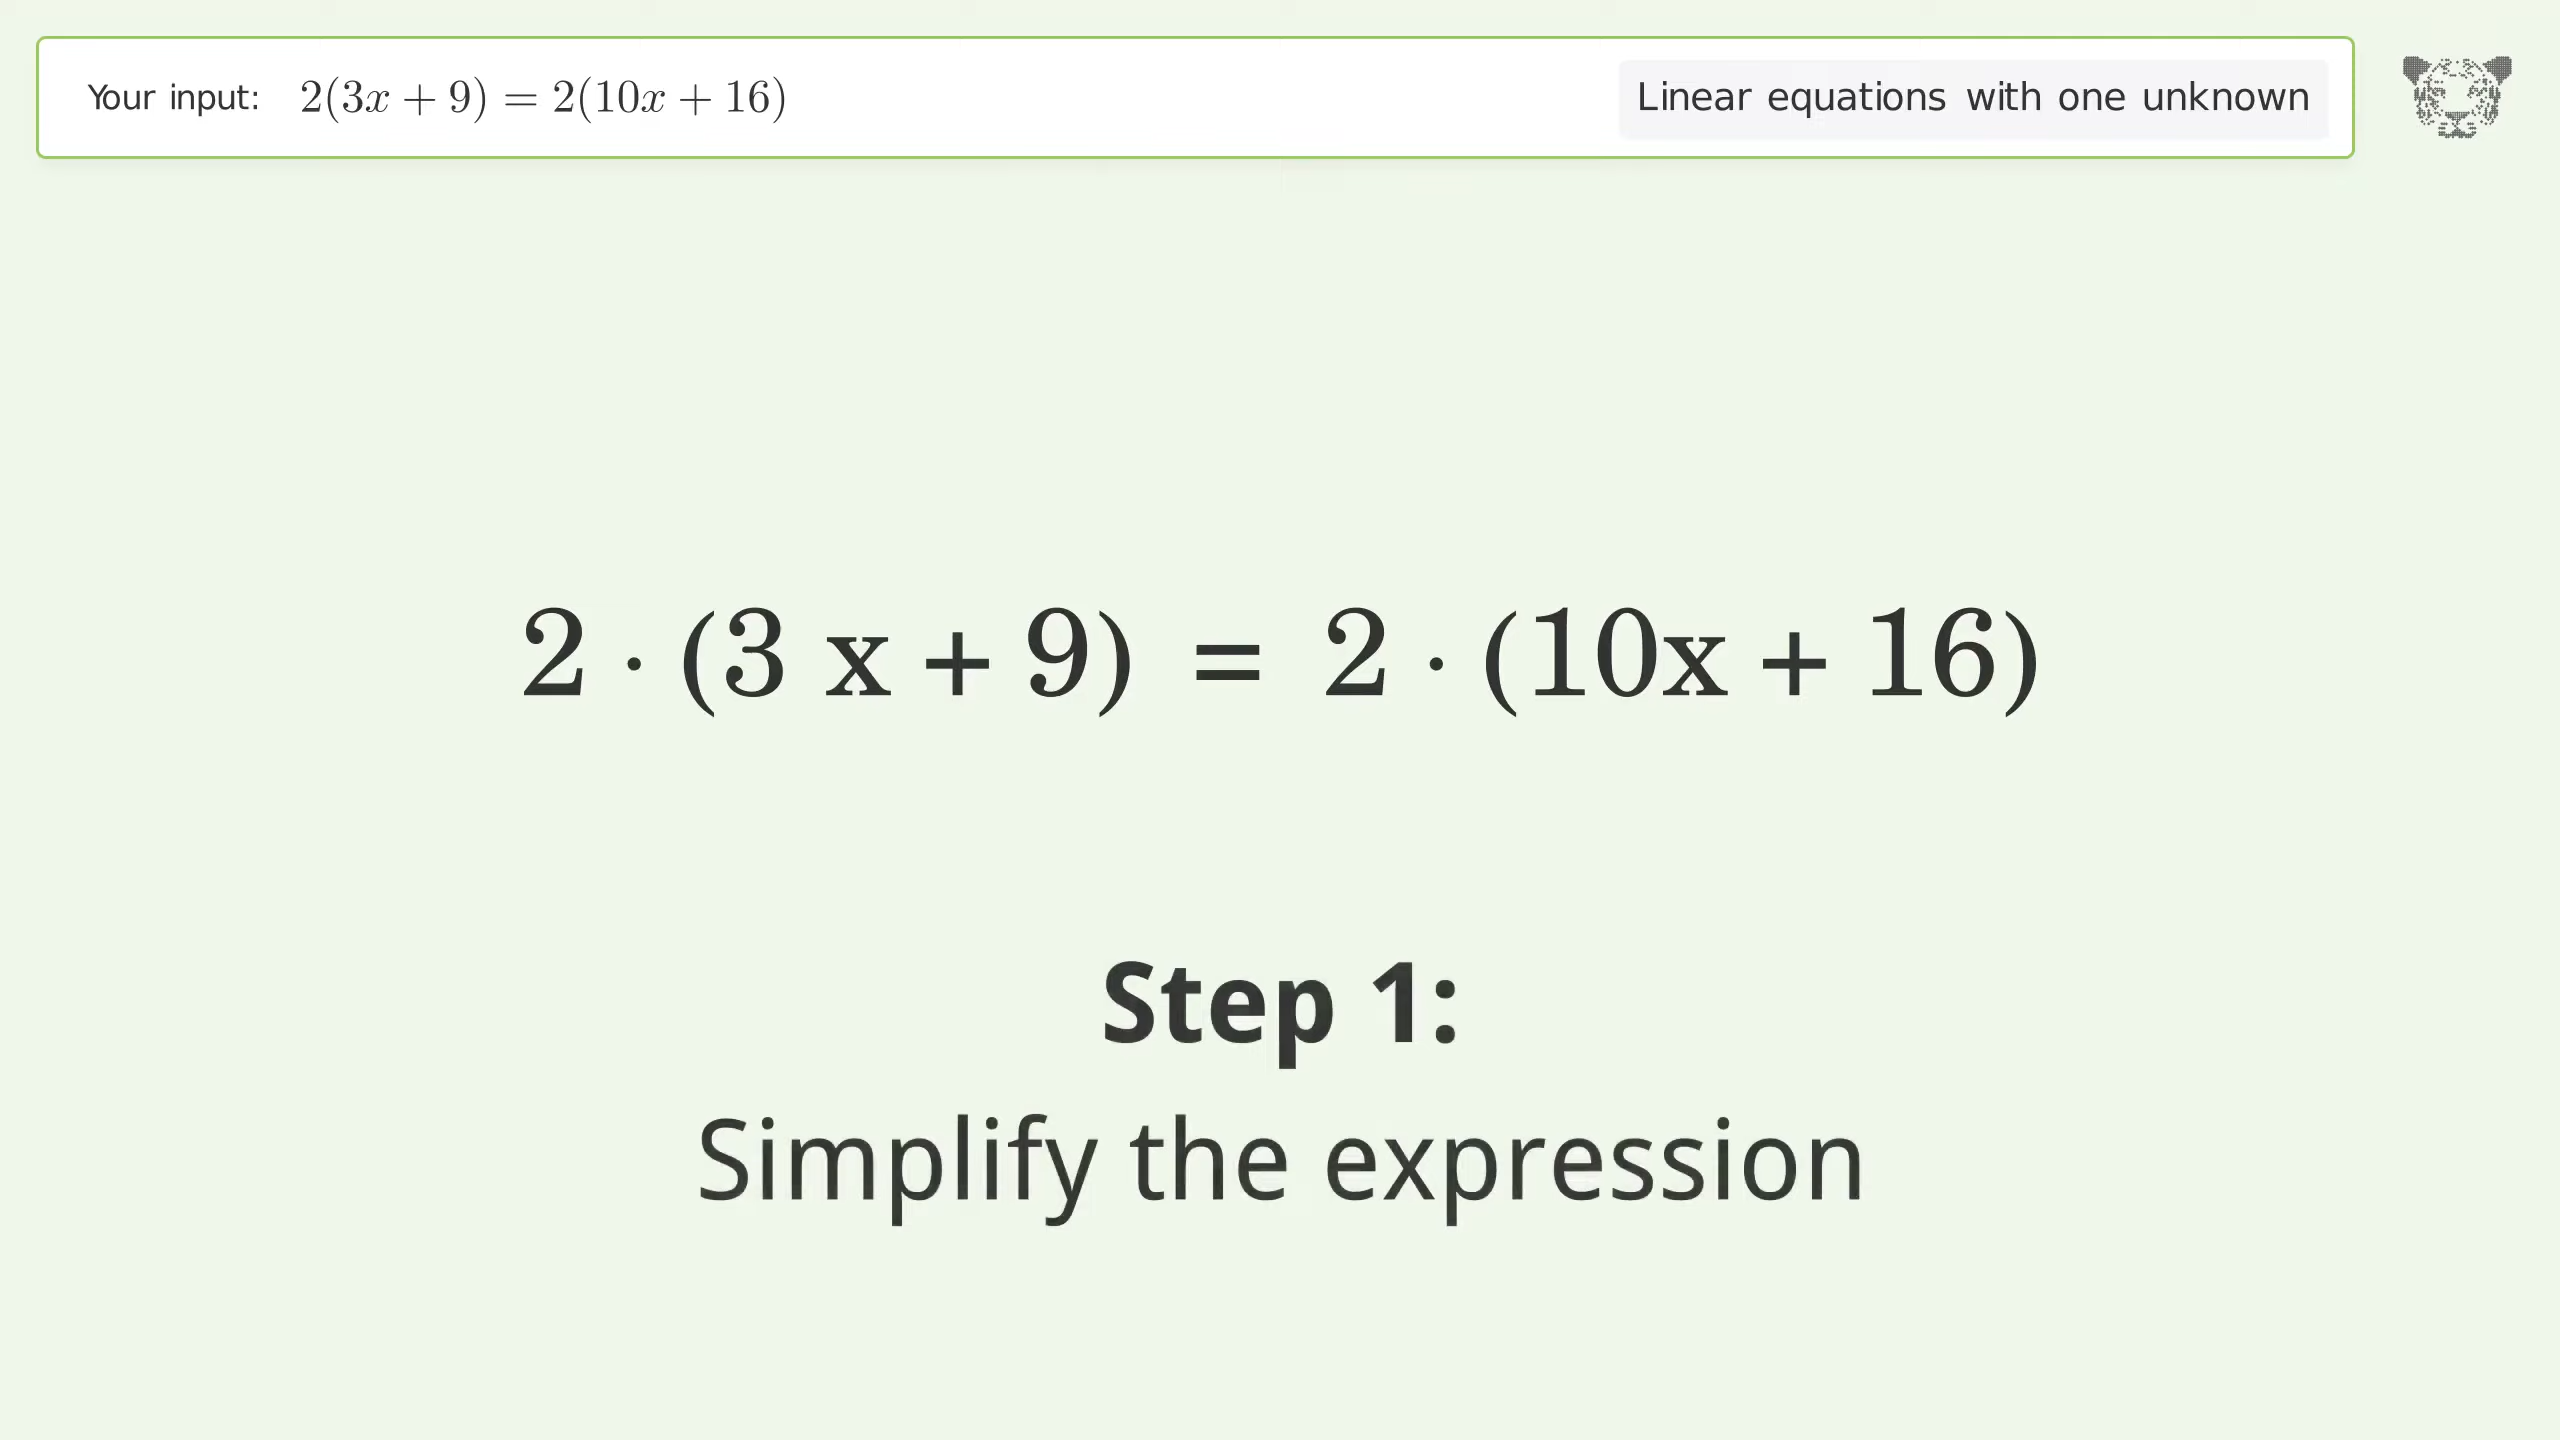 Your input: 2(3x + 9) = 2(10x + 16) Linear equations with one unknown
2 · (3 x + 9) = 2 · (10x + 16)
Step 1:
Simplify the expression